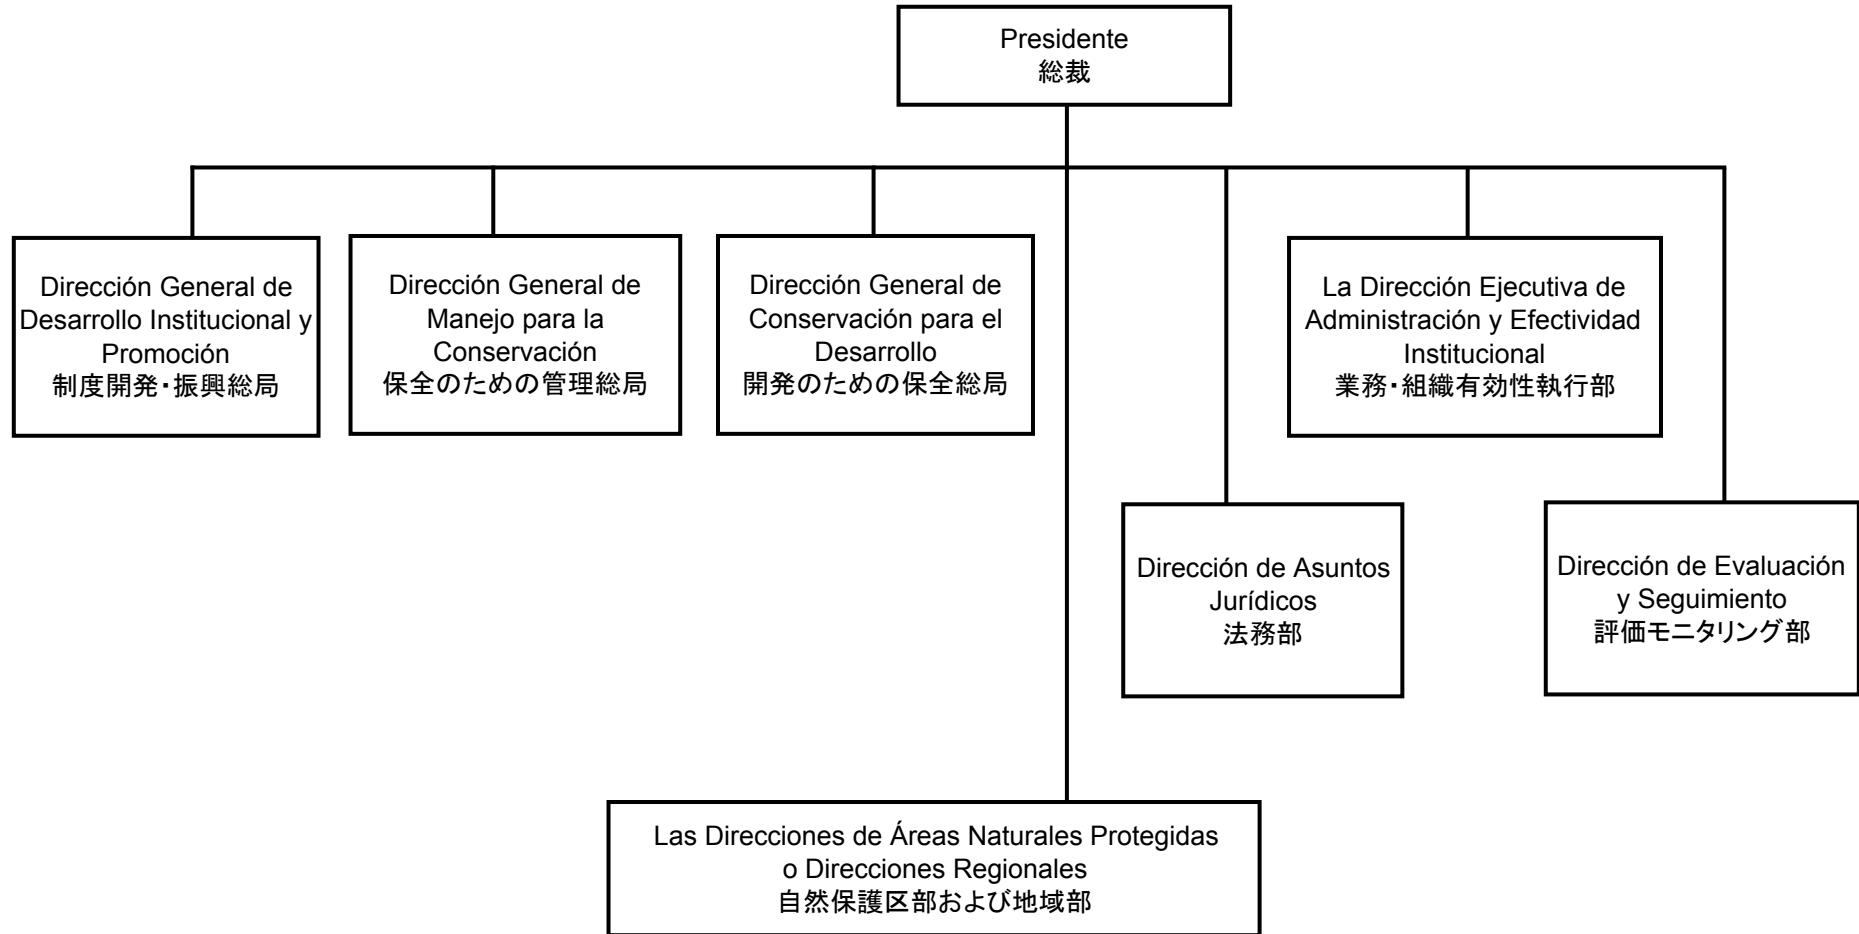 Presidente
総裁
Dirección General de
Desarrollo Institucional y
Promoción
制度開発・振興総局
Dirección General de
Manejo para la
Conservación
保全のための管理総局
Dirección General de
Conservación para el
Desarrollo
開発のための保全総局
La Dirección Ejecutiva de
Administración y Efectividad
Institucional
業務・組織有効性執行部
Dirección de Asuntos
Jurídicos
法務部
Dirección de Evaluación
y Seguimiento
評価モニタリング部
Las Direcciones de Áreas Naturales Protegidas
o Direcciones Regionales
自然保護区部および地域部